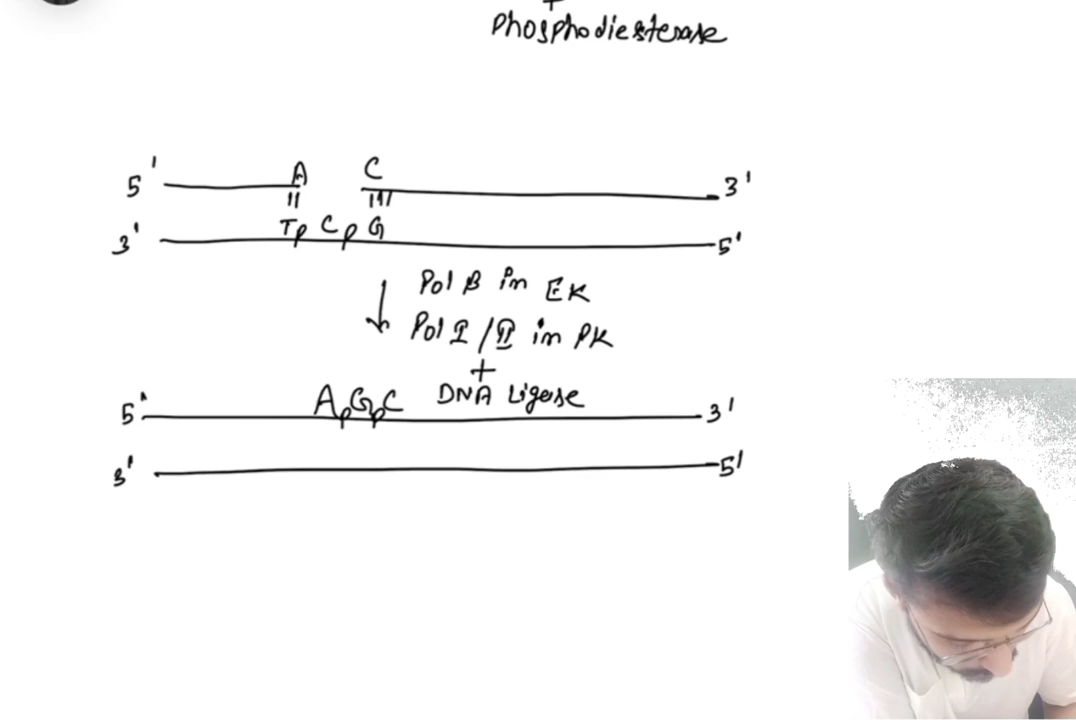 +
Phosphodiesterase
A C
5' 3'
Tp Cp G
3' 5'
Pol β in EK
Pol I/II in PK
+
ApGpC DNA Ligase
5' 3'
3' 5'